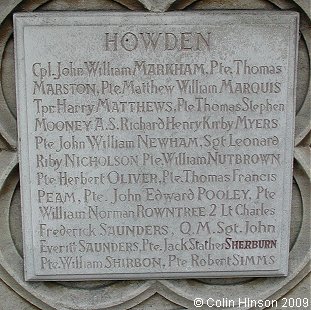 HOWDEN
Cpl. John William MARKHAM. Pte. Thomas
MARSTON, Pte Matthew William MARQUIS
Tpr. Harry MATTHEWS, Pte Thomas Stephen
MOONEY A.S. Richard Henry Kirby MYERS
Pte John William NEWHAM, Sgt Leonard
Riby NICHOLSON Pte William NUTBROWN
Pte Herbert OLIVER, Pte. Thomas Francis
PEAM, Pte. John Edward POOLEY, Pte
William Norman ROWNTREE 2 Lt Charles
Frederick SAUNDERS, Q.M. Sgt. John
Everitt SAUNDERS, Pte. Jack Stather SHERBURN
Pte. William SHIRBON, Pte Robert SIMMS
© Colin Hinson 2009